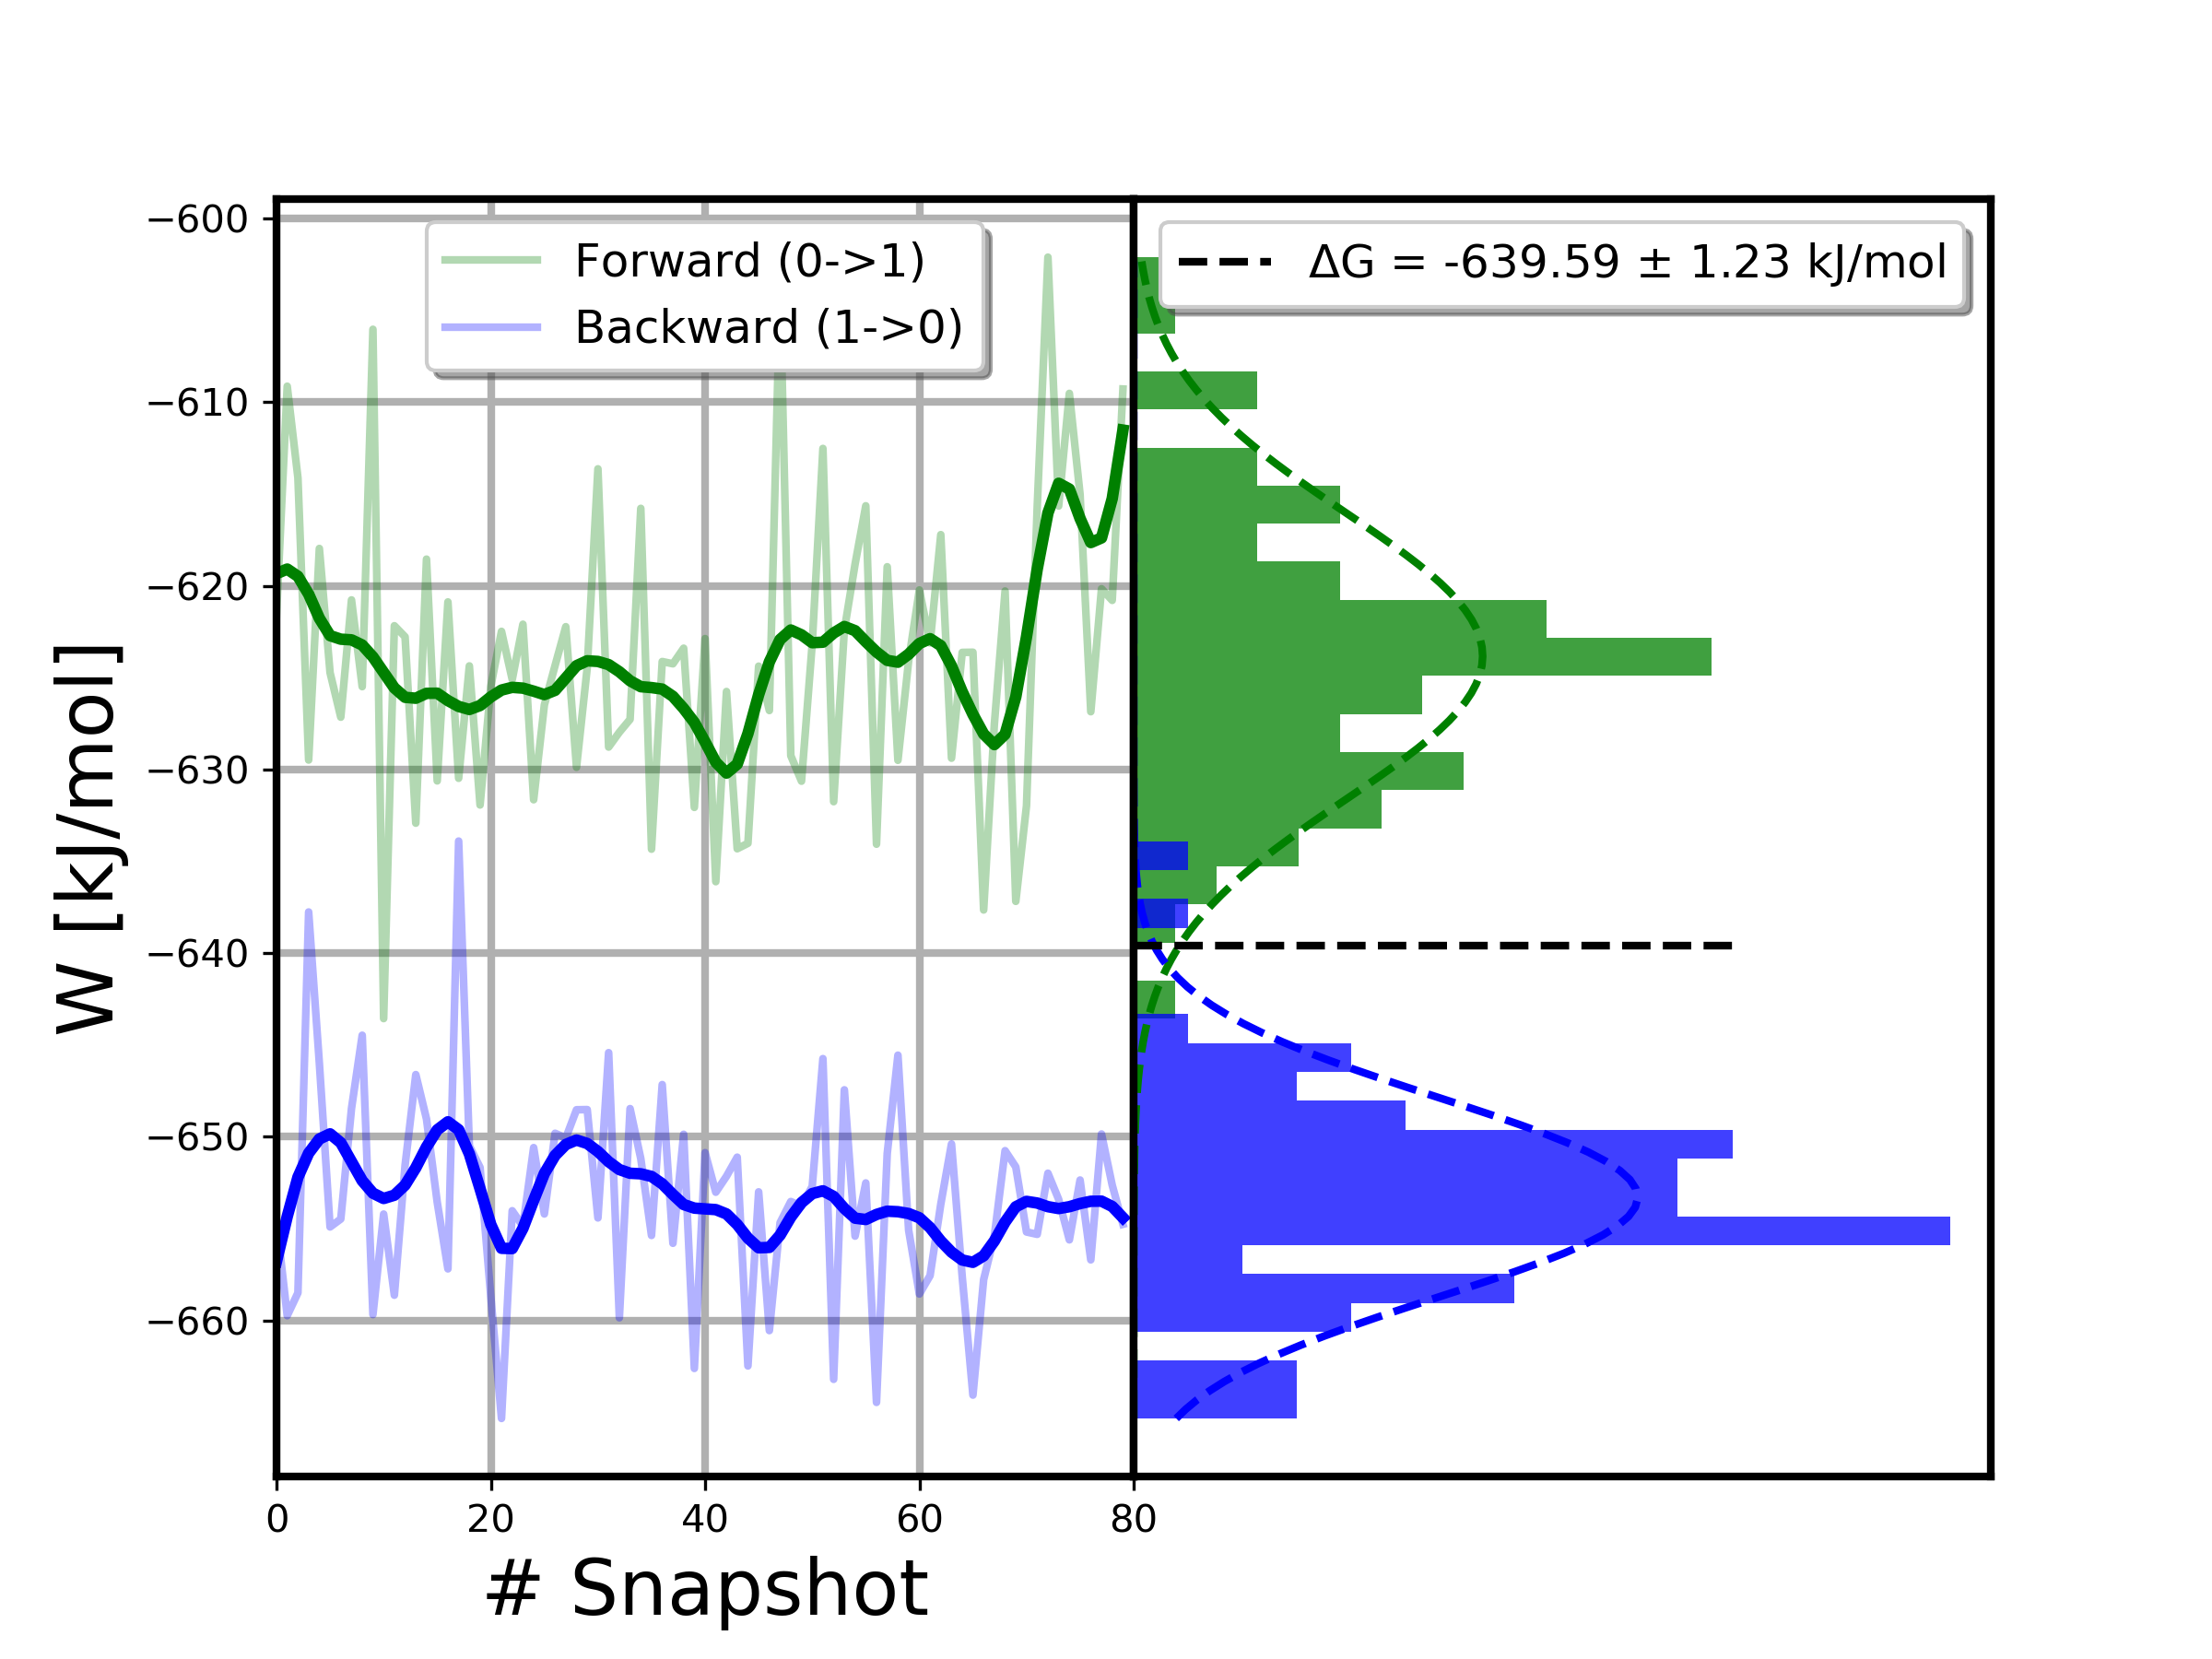 Forward (0->1)
Backward (1->0)
ΔG = -639.59 ± 1.23 kJ/mol
W [kJ/mol]
−600
−610
−620
−630
−640
−650
−660
0 20 40 60 80
# Snapshot